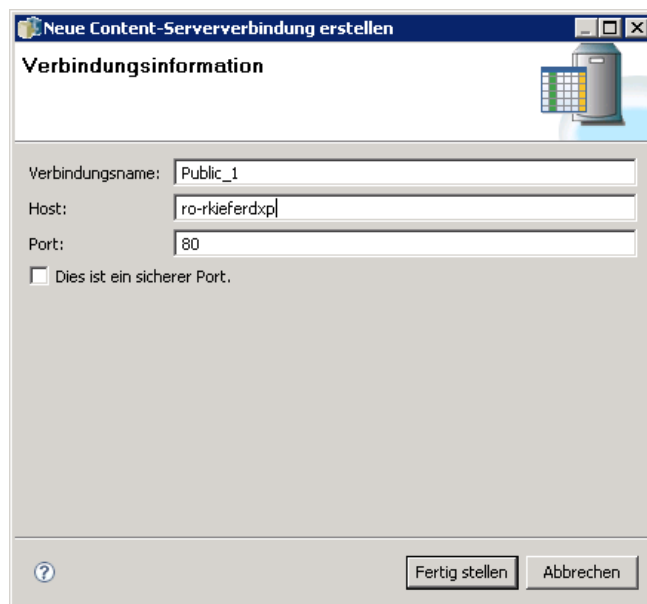 Neue Content-Serververbindung erstellen
Verbindungsinformation
Verbindungsname: Public_1
Host: ro-rkieferdxp
Port: 80
Dies ist ein sicherer Port.
? Fertig stellen Abbrechen